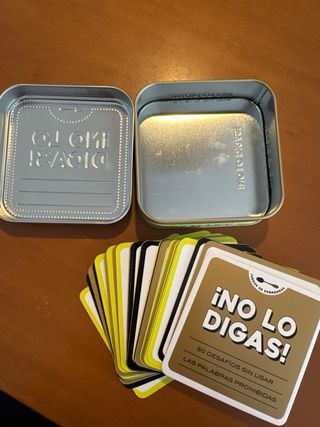 ¡NO LO
DIGAS!
60 DESAFÍOS SIN USAR
LAS PALABRAS PROHIBIDAS
¡NO LO
DIGAS!